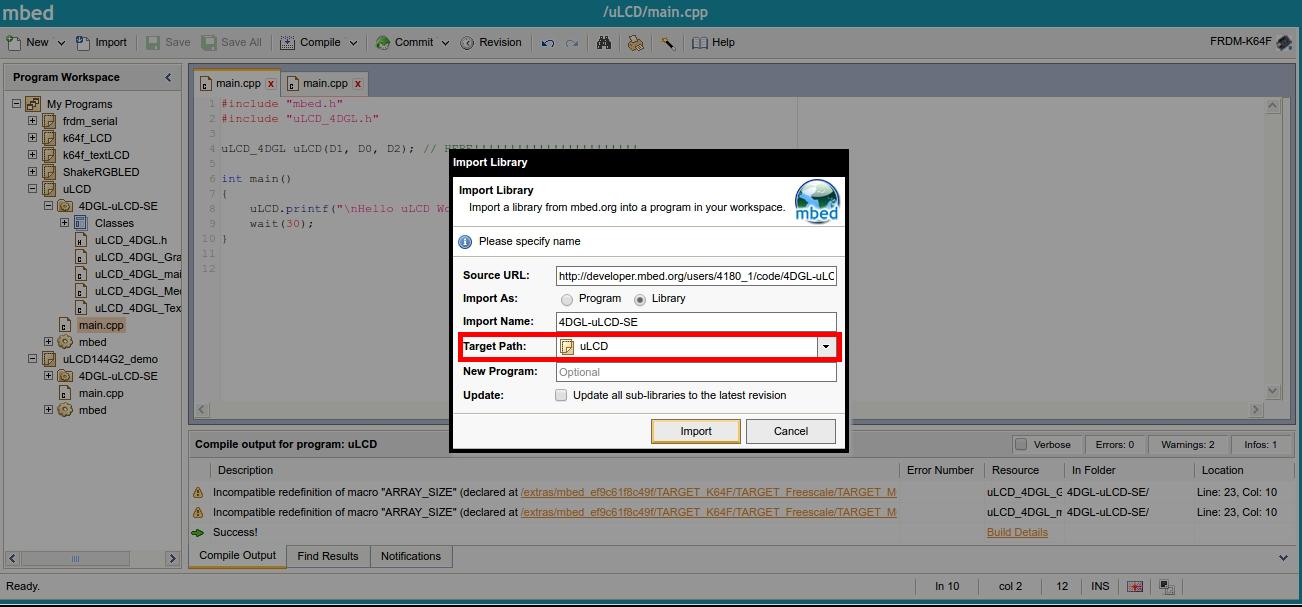 mbed
/uLCD/main.cpp
New Import Save Save All Compile Commit Revision Help FRDM-K64F
Program Workspace
My Programs
frdm_serial
k64f_LCD
k64f_textLCD
ShakeRGBLED
uLCD
4DGL-uLCD-SE
Classes
uLCD_4DGL.h
uLCD_4DGL_Gra
uLCD_4DGL_mai
uLCD_4DGL_Med
uLCD_4DGL_Tex
main.cpp
mbed
uLCD144G2_demo
4DGL-uLCD-SE
main.cpp
mbed
main.cpp x main.cpp x
1 #include "mbed.h"
2 #include "uLCD_4DGL.h"
3
4 uLCD_4DGL uLCD(D1, D0, D2); // HERE!!!!!!!!!!!!!!!!!!!!!!!!
5
6 int main()
7 {
8 uLCD.printf("\nHello uLCD Wo
9 wait(30);
10 }
11
12
Import Library
Import Library
Import a library from mbed.org into a program in your workspace.
mbed
Please specify name
Source URL: http://developer.mbed.org/users/4180_1/code/4DGL-uLC
Import As: Program Library
Import Name: 4DGL-uLCD-SE
Target Path: uLCD
New Program: Optional
Update: Update all sub-libraries to the latest revision
Import Cancel
Compile output for program: uLCD Verbose Errors: 0 Warnings: 2 Infos: 1
Description Error Number Resource In Folder Location
Incompatible redefinition of macro "ARRAY_SIZE" (declared at /extras/mbed_ef9c61f8c49f/TARGET_K64F/TARGET_Freescale/TARGET_M uLCD_4DGL_G 4DGL-uLCD-SE/ Line: 23, Col: 10
Incompatible redefinition of macro "ARRAY_SIZE" (declared at /extras/mbed_ef9c61f8c49f/TARGET_K64F/TARGET_Freescale/TARGET_M uLCD_4DGL_m 4DGL-uLCD-SE/ Line: 23, Col: 10
Success! Build Details
Compile Output Find Results Notifications
Ready. ln 10 col 2 12 INS